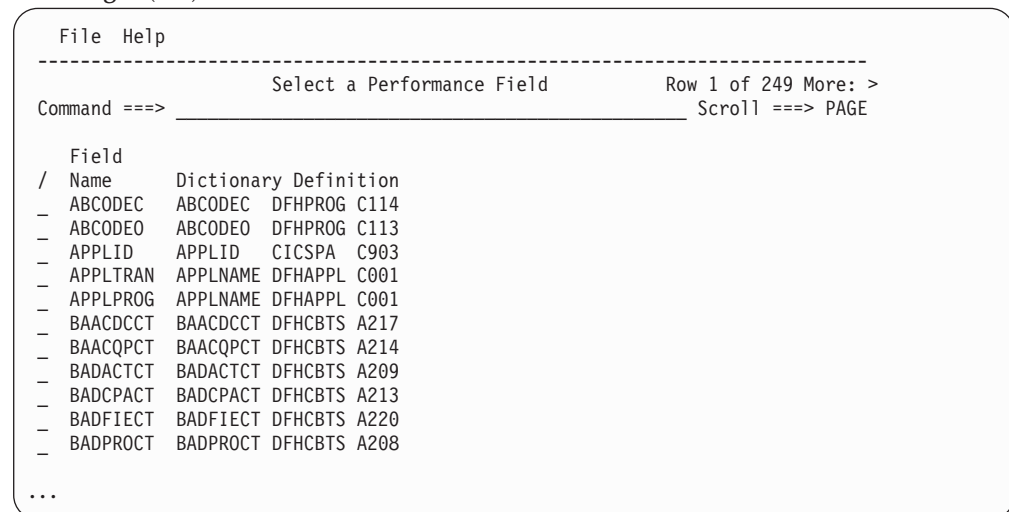 File Help
--------------------------------------------------------------------------------
Select a Performance Field Row 1 of 249 More: >
Command ===> ________________________________________________ Scroll ===> PAGE
Field
/ Name Dictionary Definition
_ ABCODEC ABCODEC DFHPROG C114
_ ABCODEO ABCODEO DFHPROG C113
_ APPLID APPLID CICSPA C903
_ APPLTRAN APPLNAME DFHAPPL C001
_ APPLPROG APPLNAME DFHAPPL C001
_ BAACDCCT BAACDCCT DFHCBTS A217
_ BAACQPCT BAACQPCT DFHCBTS A214
_ BADACTCT BADACTCT DFHCBTS A209
_ BADCPACT BADCPACT DFHCBTS A213
_ BADFIECT BADFIECT DFHCBTS A220
_ BADPROCT BADPROCT DFHCBTS A208
...